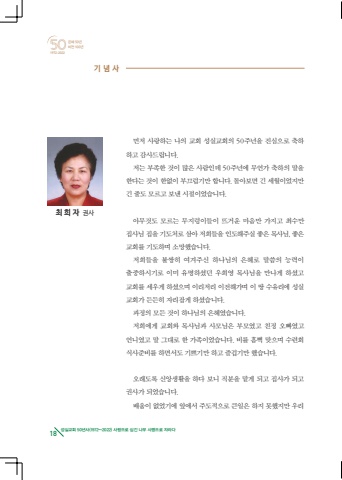 50
기념사
최희자 권사
먼저 사랑하는 나의 교회 성실교회의 50주년을 진심으로 축하
하고 감사드립니다.
저는 부족한 것이 많은 사람인데 50주년에 무언가 축하의 말을
한다는 것이 한없이 부끄럽기만 합니다. 돌아보면 긴 세월이었지만
긴 줄도 모르고 보낸 시절이었습니다.
아무것도 모르는 무지렁이들이 뜨거운 마음만 가지고 최수만
집사님 집을 기도처로 삼아 저희들을 인도해주실 좋은 목사님, 좋은
교회를 기도하며 소망했습니다.
저희들을 불쌍히 여겨주신 하나님의 은혜로 말씀의 능력이
출중하시기로 이미 유명하셨던 우희영 목사님을 만나게 하셨고
교회를 세우게 하셨으며 이리저리 이전해가며 이 땅 수유리에 성실
교회가 든든히 자리잡게 하셨습니다.
과정의 모든 것이 하나님의 은혜였습니다.
저희에게 교회와 목사님과 사모님은 부모였고 친정 오빠였고
언니였고 말 그대로 한 가족이었습니다. 비를 흠뻑 맞으며 수련회
식사준비를 하면서도 기쁘기만 하고 즐겁기만 했습니다.
오래도록 신앙생활을 하다 보니 직분을 맡게 되고 집사가 되고
권사가 되었습니다.
배움이 없었기에 앞에서 주도적으로 큰일은 하지 못했지만 우리
18 성실교회 50년사(1972~2022) 사랑으로 심긴 나무 사랑으로 피어나